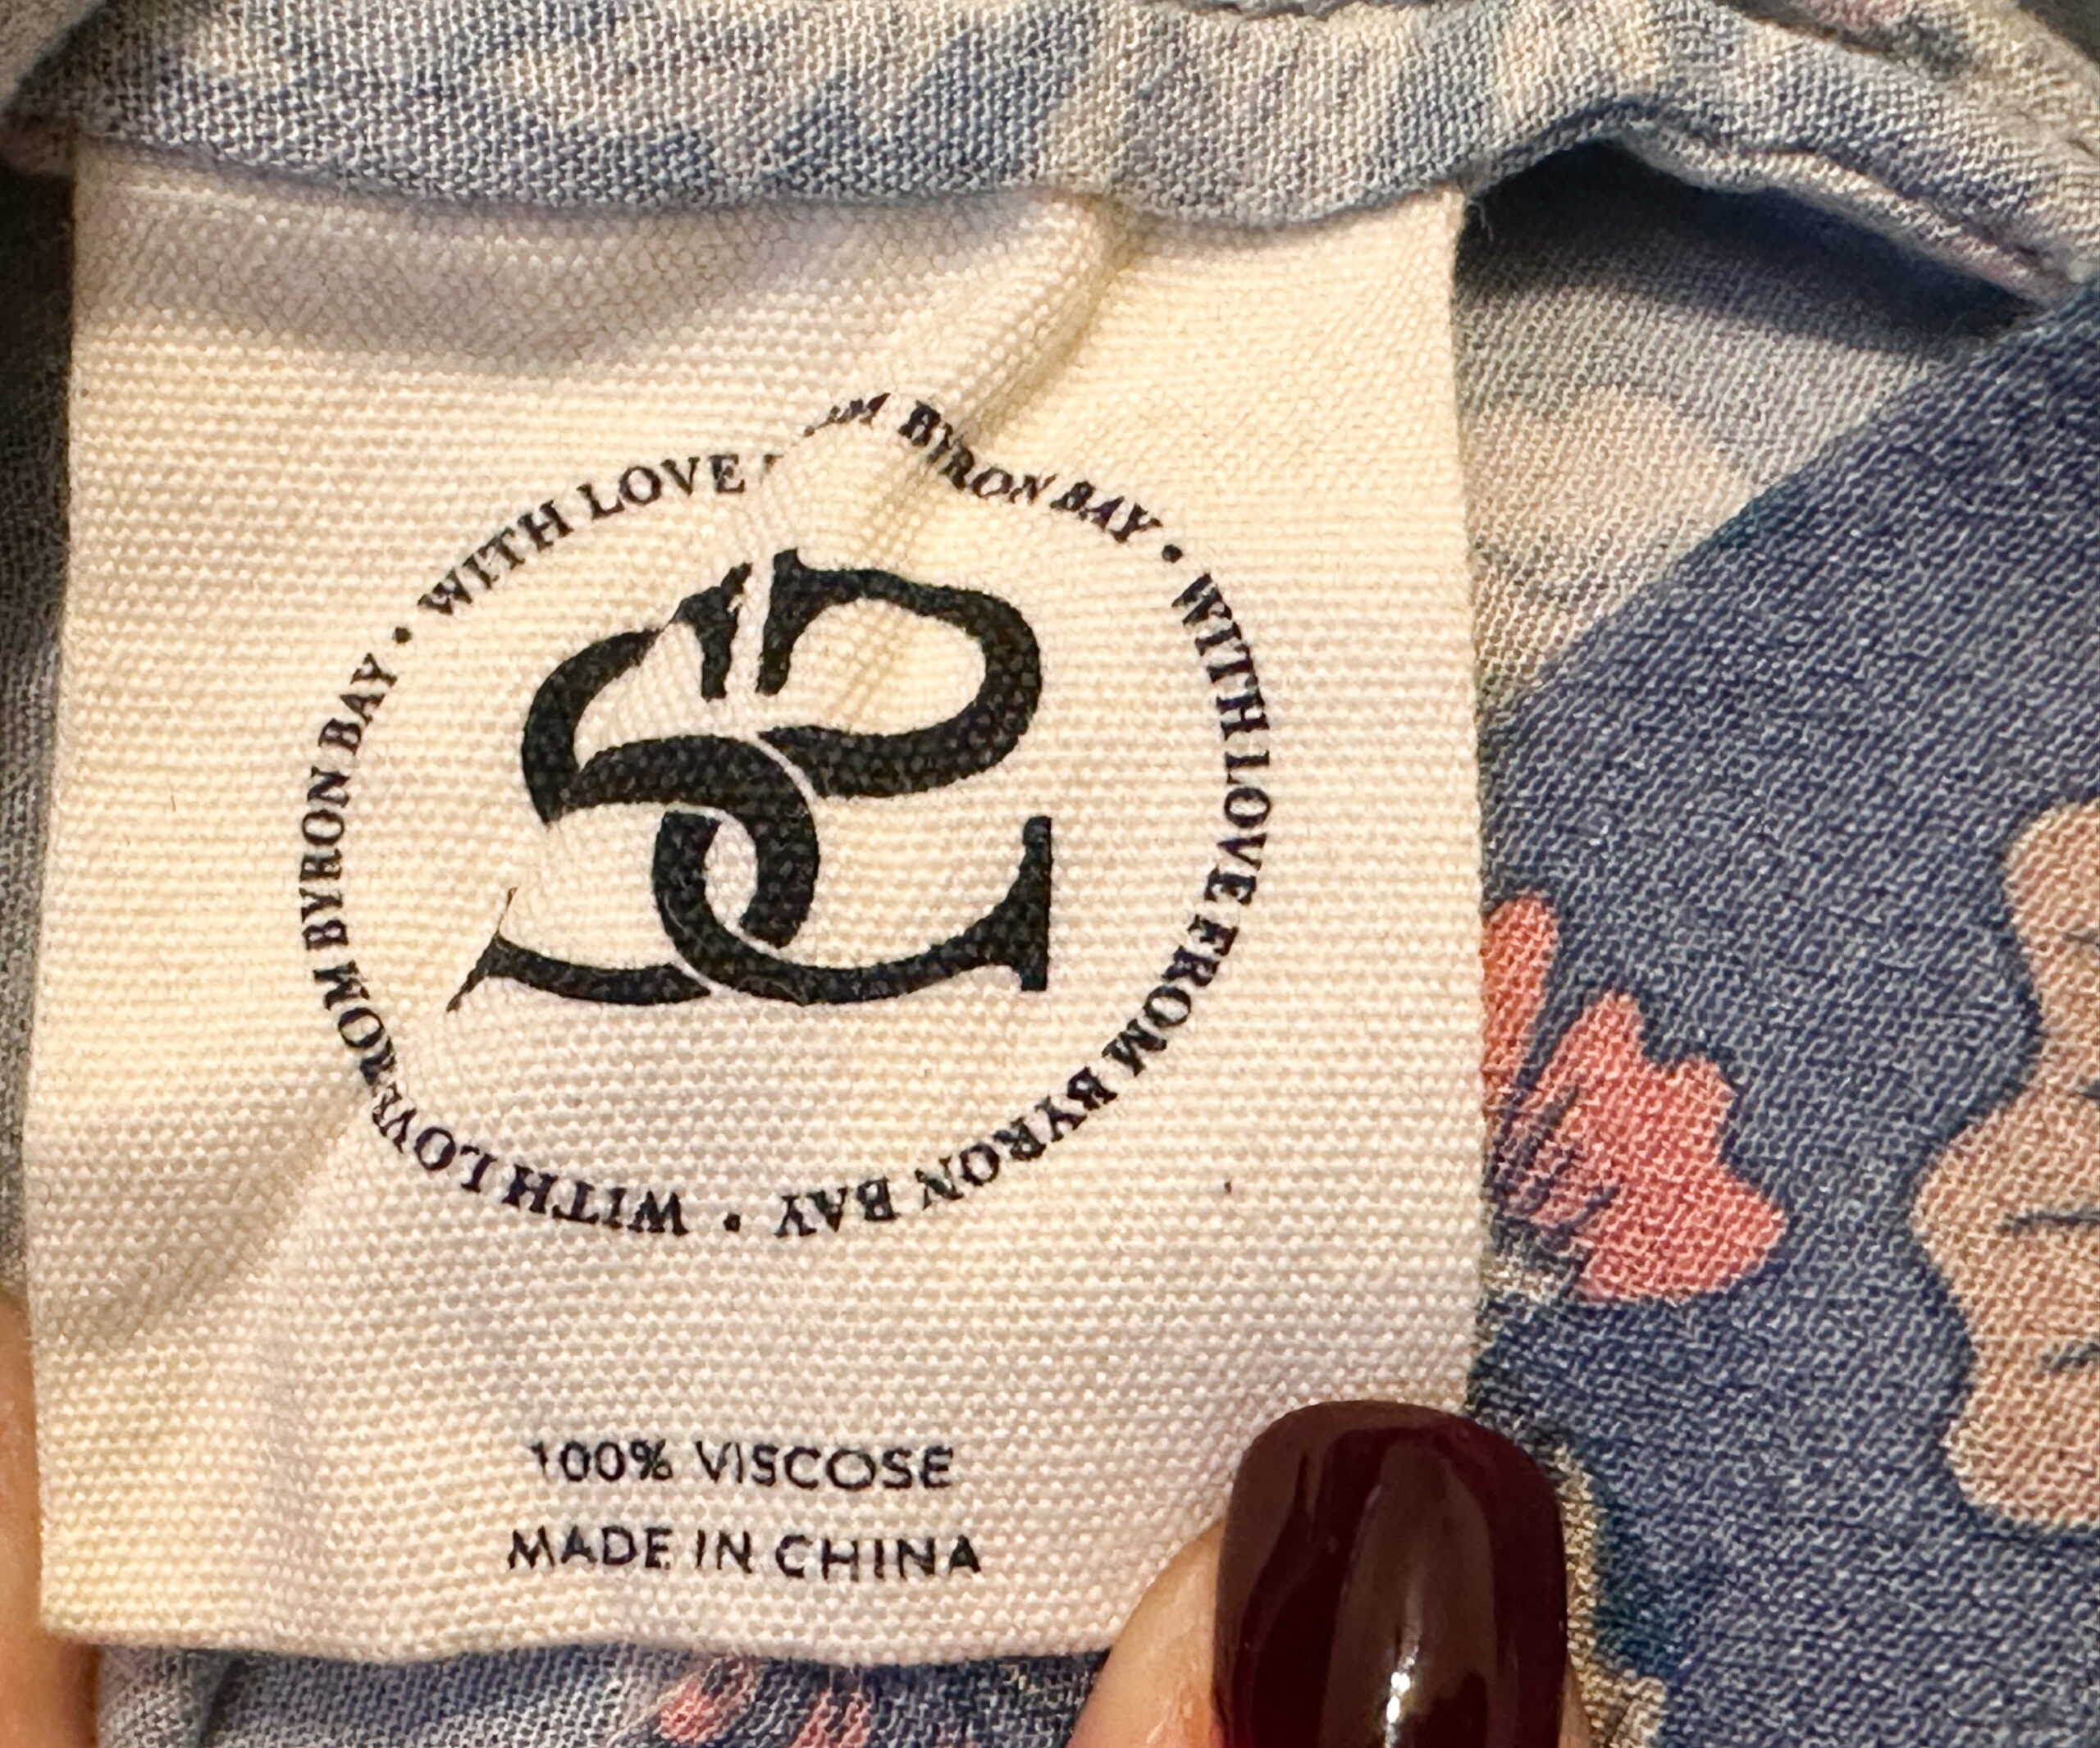 WITH LOVE FROM BYRON BAY • WITH LOVE FROM BYRON BAY • WITH LOVE FROM BYRON BAY •
100% VISCOSE
MADE IN CHINA